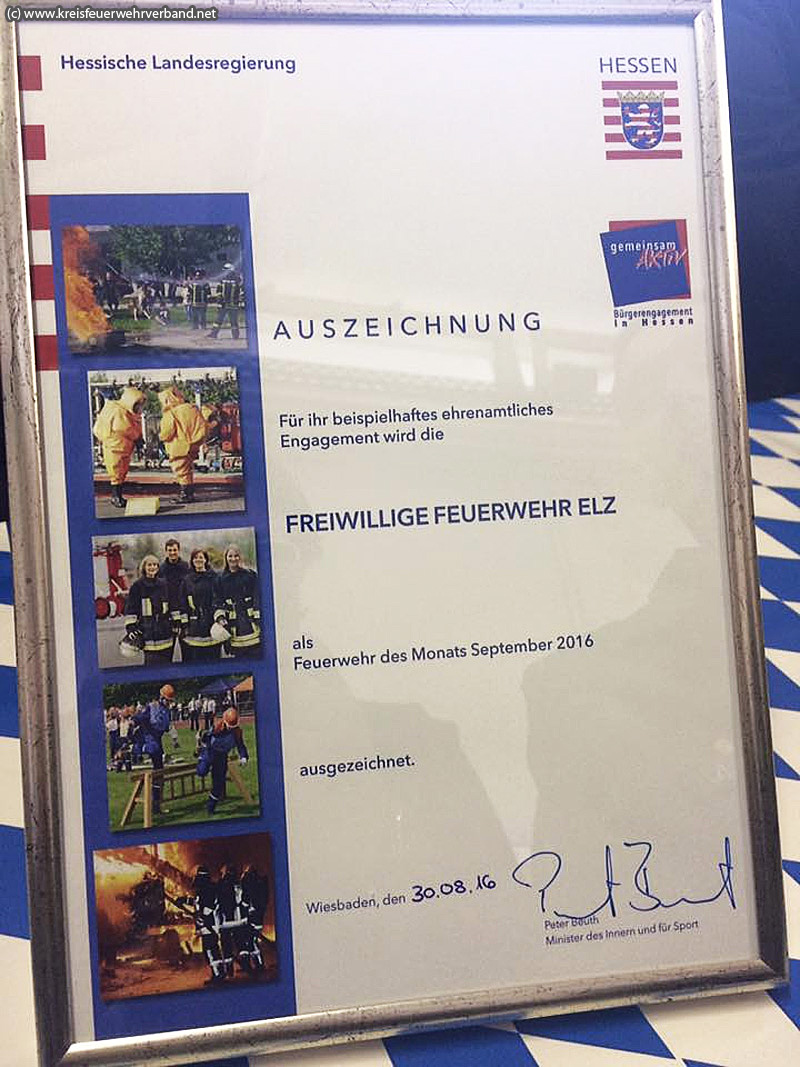 (c) www.kreisfeuerwehrverband.net
Hessische Landesregierung
HESSEN
gemeinsam
AKTIV
Bürgerengagement
in Hessen
AUSZEICHNUNG
Für ihr beispielhaftes ehrenamtliches
Engagement wird die
FREIWILLIGE FEUERWEHR ELZ
als
Feuerwehr des Monats September 2016
ausgezeichnet.
Wiesbaden, den 30.08.16
Peter Beuth
Minister des Innern und für Sport